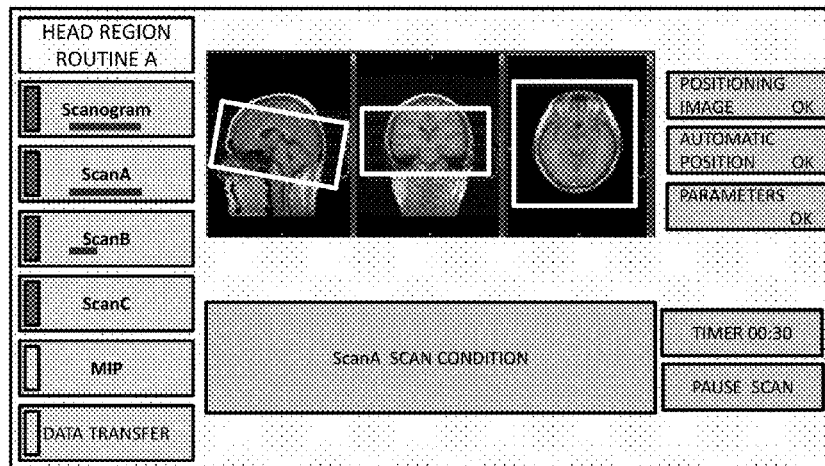 HEAD REGION
ROUTINE A
Scanogram
ScanA
ScanB
ScanC
MIP
DATA TRANSFER
POSITIONING
IMAGE OK
AUTOMATIC
POSITION OK
PARAMETERS
OK
ScanA SCAN CONDITION
TIMER 00:30
PAUSE SCAN